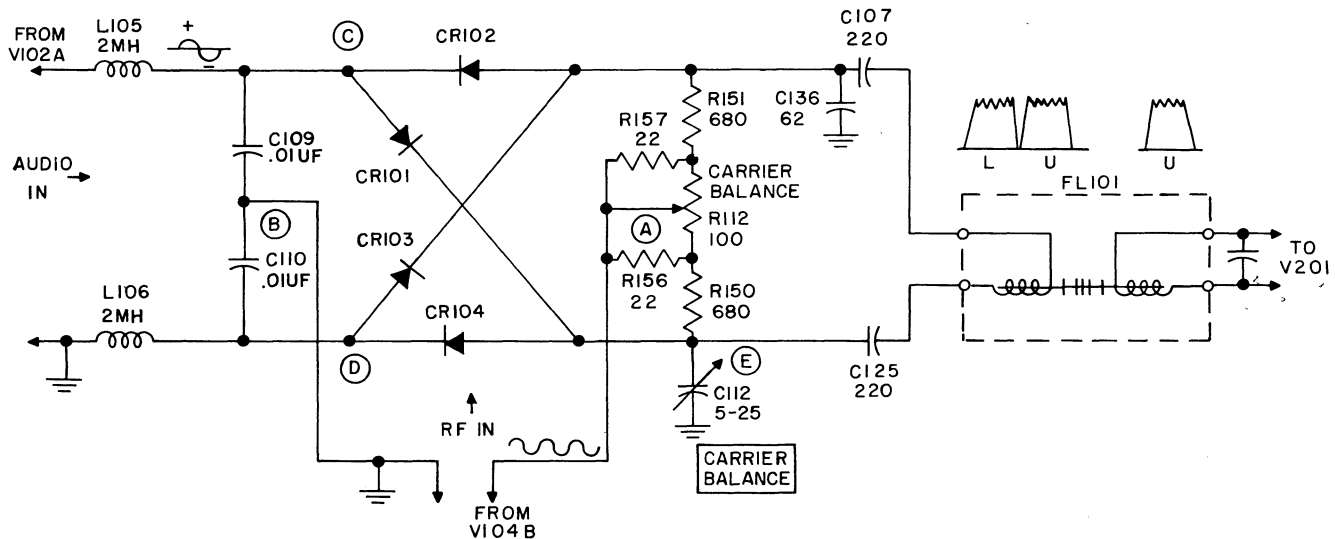 FROM
V102A
L105
2MH
+
-
C
CR102
C107
220
C109
.01UF
AUDIO
IN
CR101
B
CR103
C110
.01UF
R157
22
R151
680
C136
62
CARRIER
BALANCE
A
R112
100
R156
22
R150
680
L U
U
FL101
TO
V201
L106
2MH
CR104
D
E
C112
5-25
C125
220
RF IN
CARRIER
BALANCE
FROM
V104B